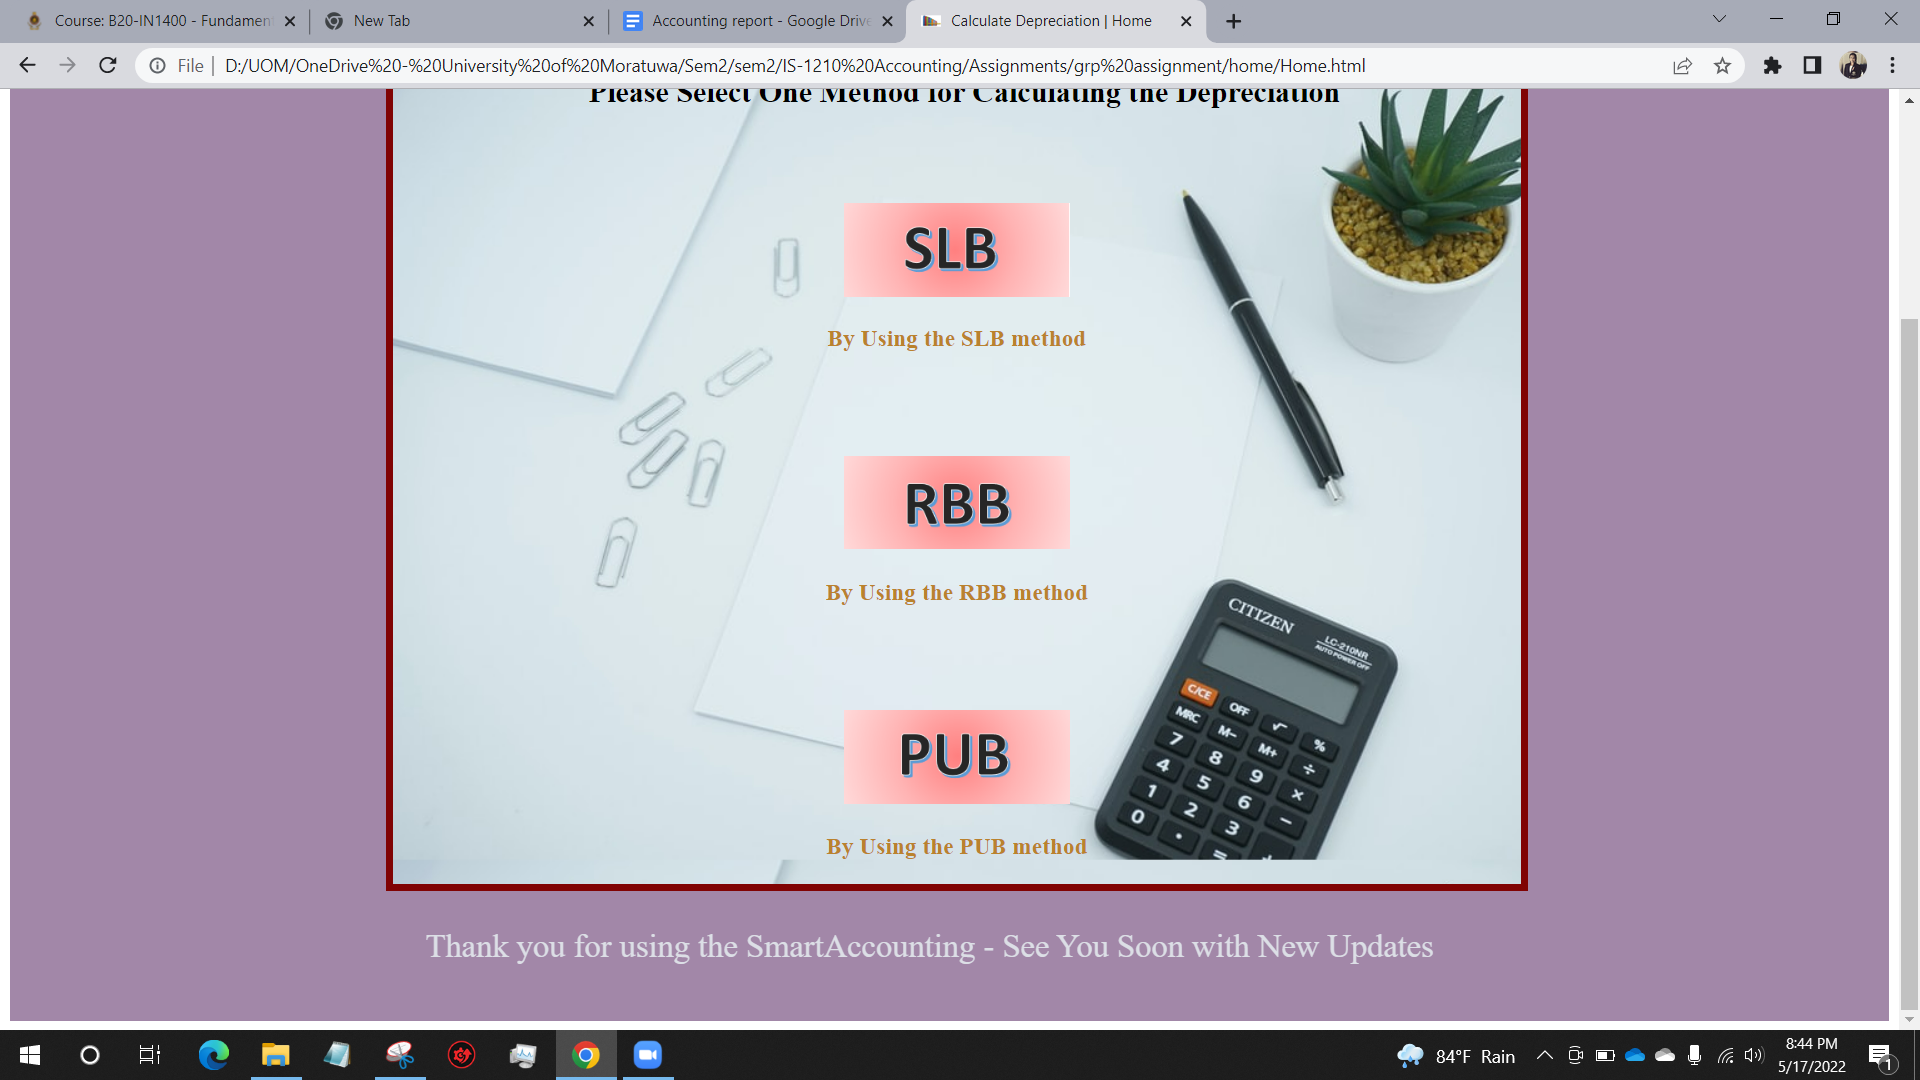 Course: B20-IN1400 - Fundamen
New Tab
Accounting report - Google Drive
Calculate Depreciation | Home
File
D:/UOM/OneDrive%20-%20University%20of%20Moratuwa/Sem2/sem2/IS-1210%20Accounting/Assignments/grp%20assignment/home/Home.html
Please Select One Method for Calculating the Depreciation
SLB
By Using the SLB method
RBB
By Using the RBB method
CITIZEN
LC-210NR
AUTO POWER OFF
C/CE OFF √ %
MRC M− M+ ÷
7 8 9 ×
4 5 6 −
1 2 3 +
0 · =
PUB
By Using the PUB method
Thank you for using the SmartAccounting - See You Soon with New Updates
84°F Rain
8:44 PM
5/17/2022
1